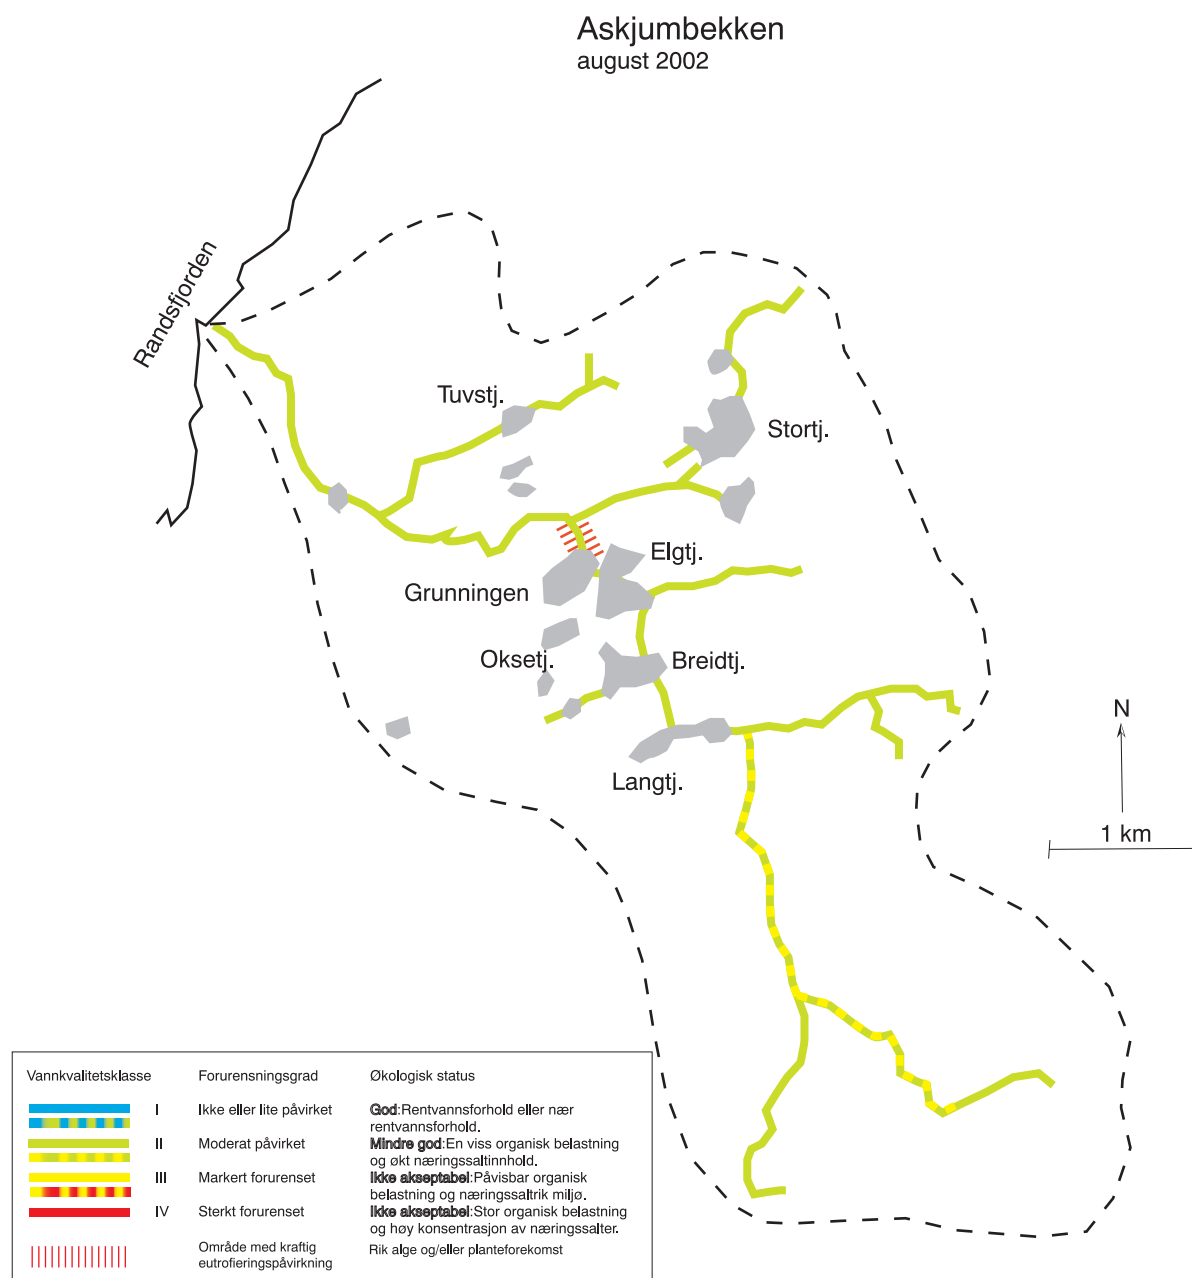 Askjumbekken
august 2002
Randsfjorden
Tuvstj.
Stortj.
Elgtj.
Grunningen
Oksetj.
Breidtj.
Langtj.
N
1 km
Vannkvalitetsklasse Forurensningsgrad Økologisk status
I Ikke eller lite påvirket God:Rentvannsforhold eller nær
rentvannsforhold.
II Moderat påvirket Mindre god:En viss organisk belastning
og økt næringssaltinnhold.
III Markert forurenset Ikke akseptabel:Påvisbar organisk
belastning og næringssaltrik miljø.
IV Sterkt forurenset Ikke akseptabel:Stor organisk belastning
og høy konsentrasjon av næringssalter.
Område med kraftig Rik alge og/eller planteforekomst
eutrofieringspåvirkning